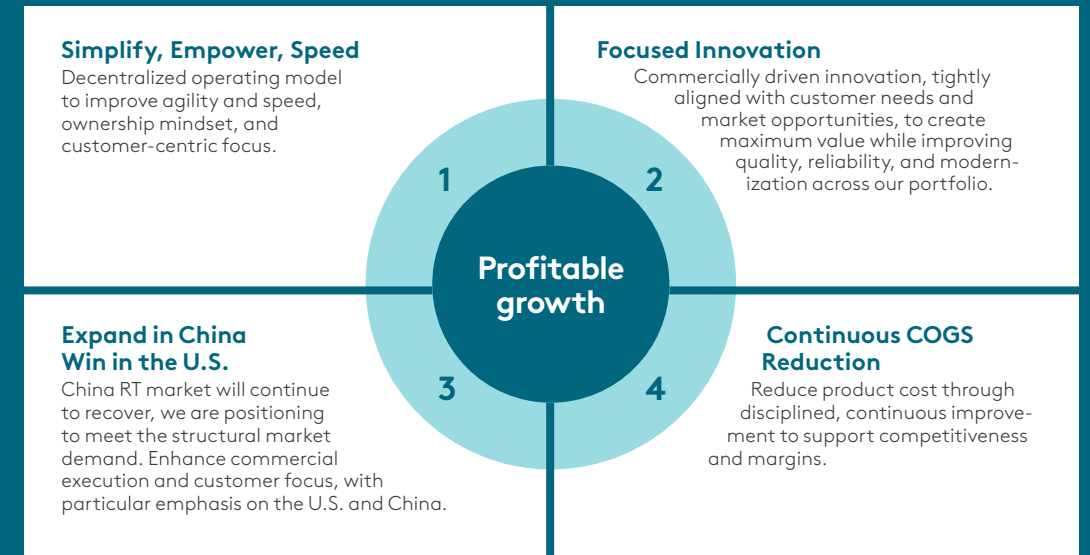 Simplify, Empower, Speed
Decentralized operating model
to improve agility and speed,
ownership mindset, and
customer-centric focus.
1
Focused Innovation
Commercially driven innovation, tightly
aligned with customer needs and
market opportunities, to create
maximum value while improving
quality, reliability, and modern-
ization across our portfolio.
2
Profitable
growth
Expand in China
Win in the U.S.
China RT market will continue
to recover, we are positioning
to meet the structural market
demand. Enhance commercial
execution and customer focus, with
particular emphasis on the U.S. and China.
3
Continuous COGS
Reduction
Reduce product cost through
disciplined, continuous improve-
ment to support competitiveness
and margins.
4